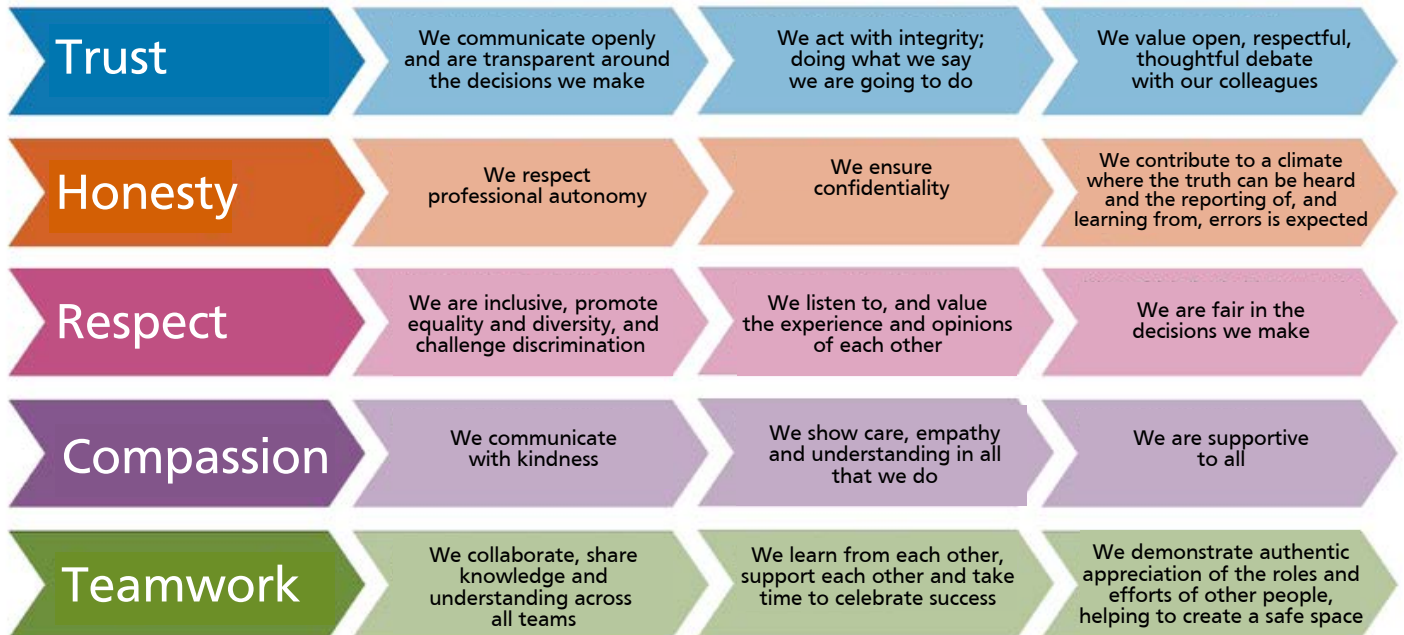 Trust
We communicate openly
and are transparent around
the decisions we make
We act with integrity;
doing what we say
we are going to do
We value open, respectful,
thoughtful debate
with our colleagues
Honesty
We respect
professional autonomy
We ensure
confidentiality
We contribute to a climate
where the truth can be heard
and the reporting of, and
learning from, errors is expected
Respect
We are inclusive, promote
equality and diversity, and
challenge discrimination
We listen to, and value
the experience and opinions
of each other
We are fair in the
decisions we make
Compassion
We communicate
with kindness
We show care, empathy
and understanding in all
that we do
We are supportive
to all
Teamwork
We collaborate, share
knowledge and
understanding across
all teams
We learn from each other,
support each other and take
time to celebrate success
We demonstrate authentic
appreciation of the roles and
efforts of other people,
helping to create a safe space